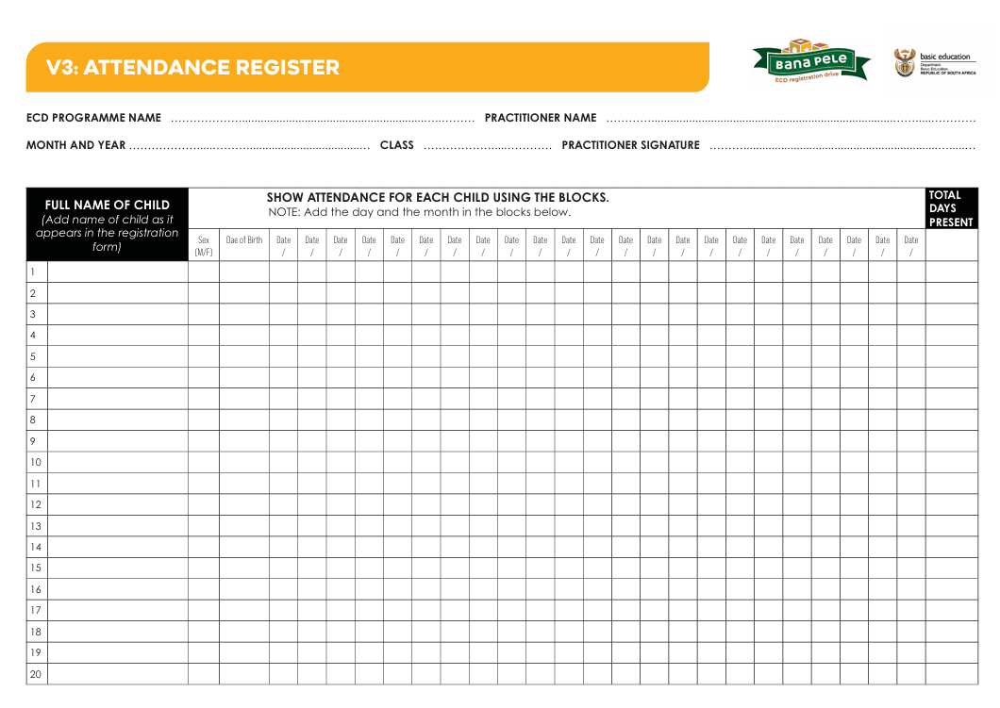 V3: ATTENDANCE REGISTER
Bana Pele
ECD registration drive
basic education
Department:
Basic Education
REPUBLIC OF SOUTH AFRICA
ECD PROGRAMME NAME ........................ PRACTITIONER NAME ........................
MONTH AND YEAR ........................ CLASS ........................ PRACTITIONER SIGNATURE ........................
FULL NAME OF CHILD
(Add name of child as it
appears in the registration
form)
SHOW ATTENDANCE FOR EACH CHILD USING THE BLOCKS.
NOTE: Add the day and the month in the blocks below.
TOTAL
DAYS
PRESENT
Sex Dae of Birth Date Date Date Date Date Date Date Date Date Date Date Date Date Date Date Date Date Date Date Date Date Date Date
(M/F) / / / / / / / / / / / / / / / / / / / / / / /
1
2
3
4
5
6
7
8
9
10
11
12
13
14
15
16
17
18
19
20